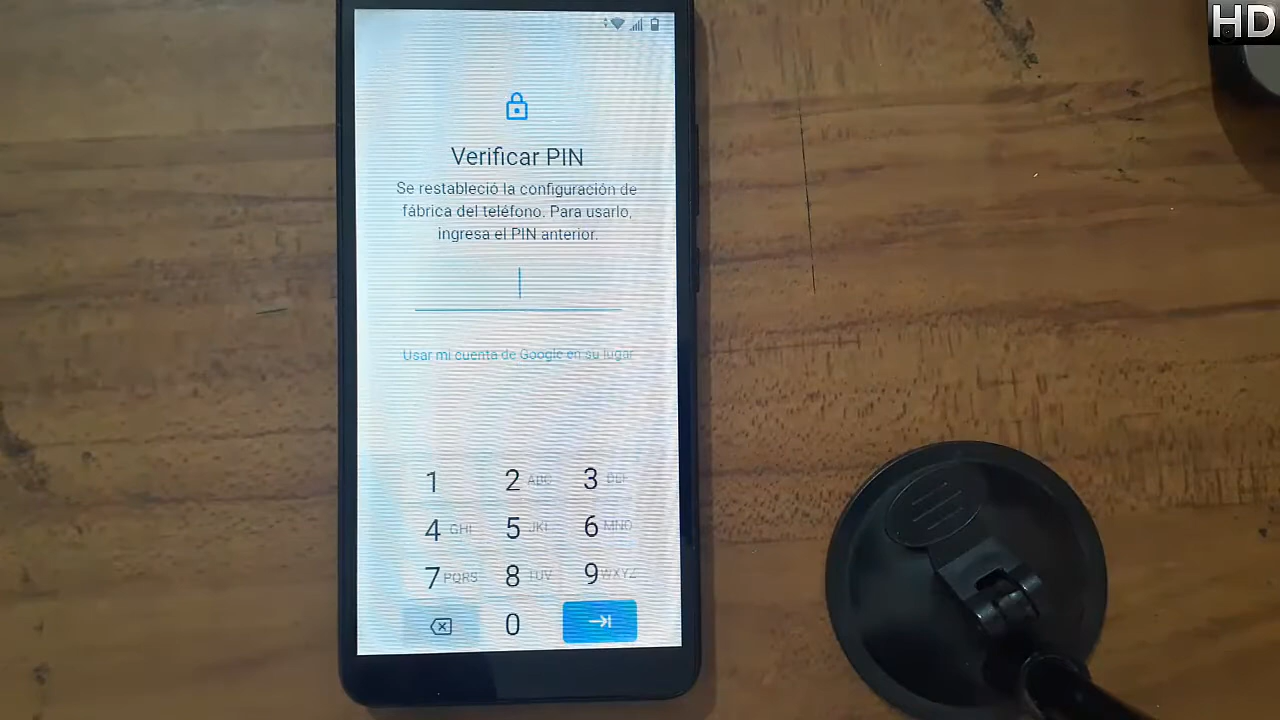 HD
Verificar PIN
Se restableció la configuración de
fábrica del teléfono. Para usarlo,
ingresa el PIN anterior.
Usar mi cuenta de Google en su lugar
1
2 ABC
3 DEF
4 GHI
5 JKL
6 MNO
7 PQRS
8 TUV
9 WXYZ
0